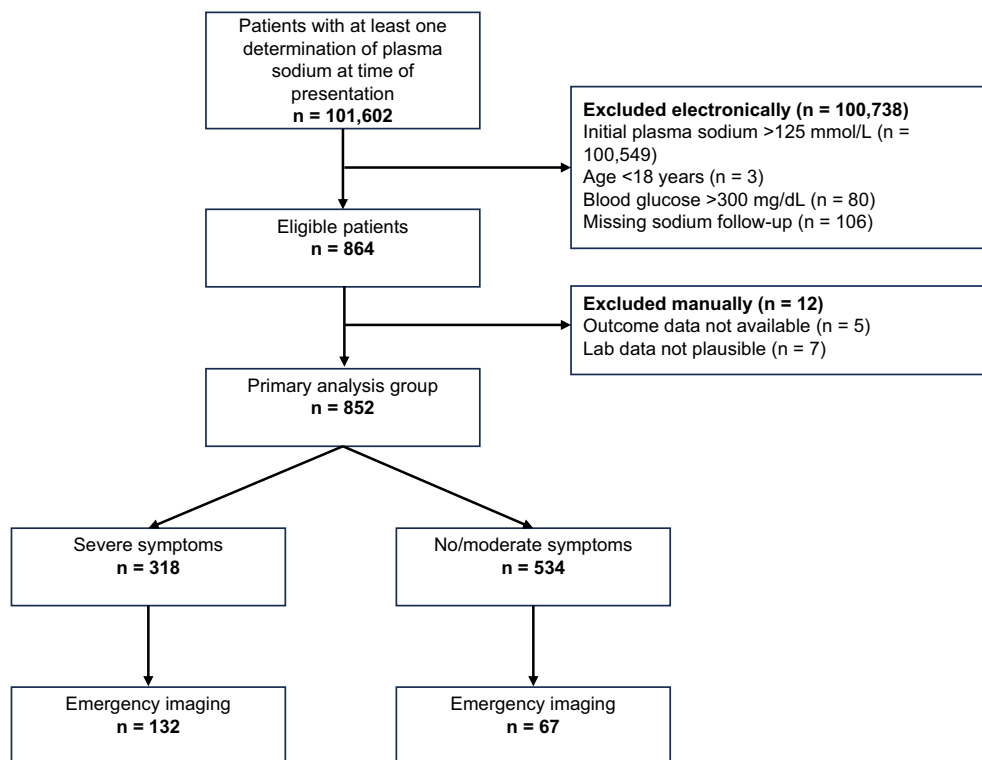 Patients with at least one
determination of plasma
sodium at time of
presentation
n = 101,602
Excluded electronically (n = 100,738)
Initial plasma sodium >125 mmol/L (n =
100,549)
Age <18 years (n = 3)
Blood glucose >300 mg/dL (n = 80)
Missing sodium follow-up (n = 106)
Eligible patients
n = 864
Excluded manually (n = 12)
Outcome data not available (n = 5)
Lab data not plausible (n = 7)
Primary analysis group
n = 852
Severe symptoms
n = 318
No/moderate symptoms
n = 534
Emergency imaging
n = 132
Emergency imaging
n = 67